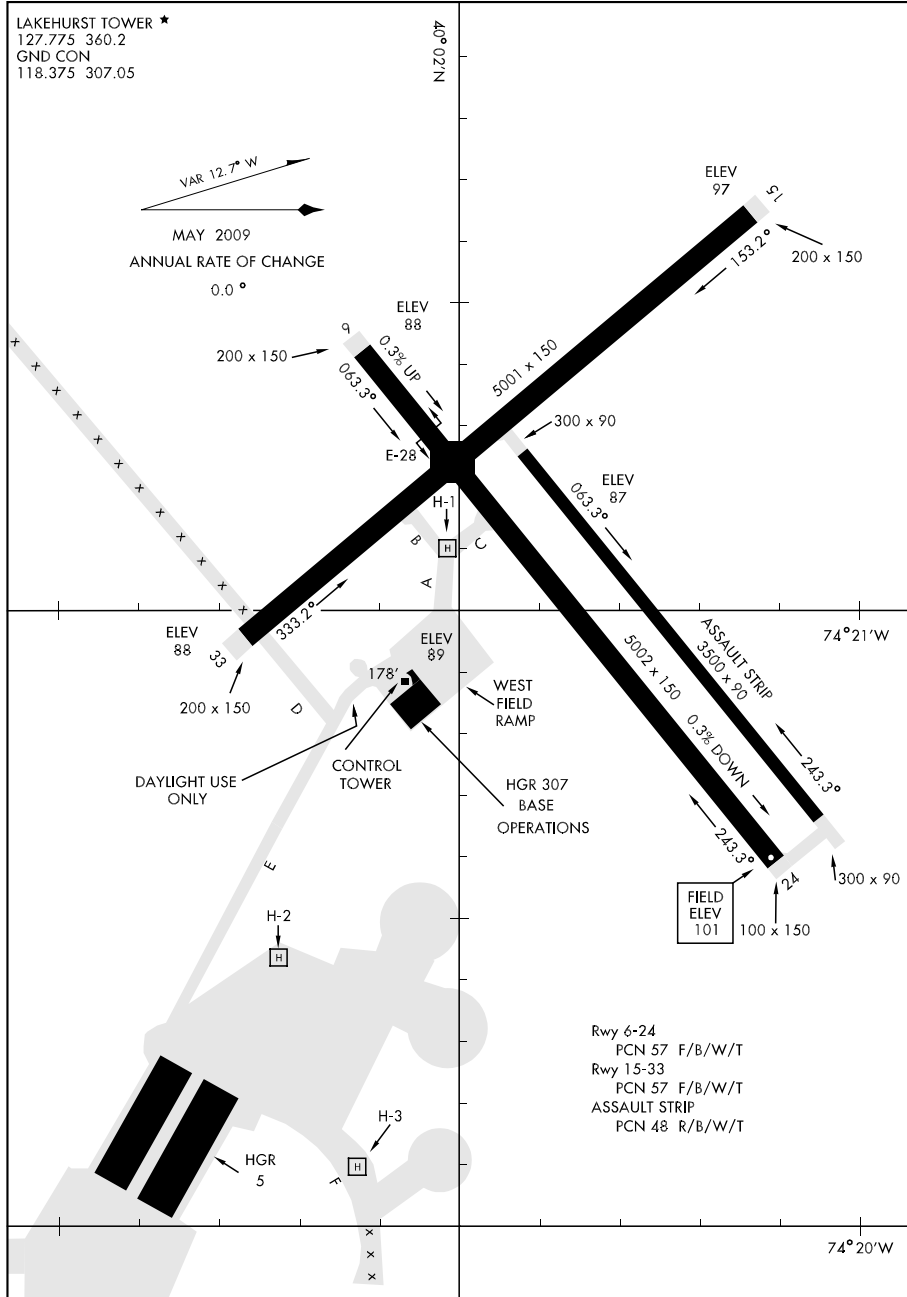 LAKEHURST TOWER ★
127.775 360.2
GND CON
118.375 307.05
40°02'N
VAR 12.7° W
MAY 2009
ANNUAL RATE OF CHANGE
0.0 °
ELEV
97
15
200 x 150
153.2°
5001 x 150
ELEV
88
6
200 x 150
0.3% UP
063.3°
E-28
300 x 90
ELEV
87
063.3°
H-1
H
B
C
A
333.2°
ELEV
88
33
200 x 150
D
ELEV
89
178'
WEST
FIELD
RAMP
74°21'W
ASSAULT STRIP
3500 x 90
5002 x 150
0.3% DOWN
243.3°
243.3°
DAYLIGHT USE
ONLY
CONTROL
TOWER
HGR 307
BASE
OPERATIONS
E
24
FIELD
ELEV
101
100 x 150
300 x 90
H-2
H
Rwy 6-24
PCN 57 F/B/W/T
Rwy 15-33
PCN 57 F/B/W/T
ASSAULT STRIP
PCN 48 R/B/W/T
H-3
H
F
HGR
5
74°20'W
x x x x x x x x x x x x
x
x
x